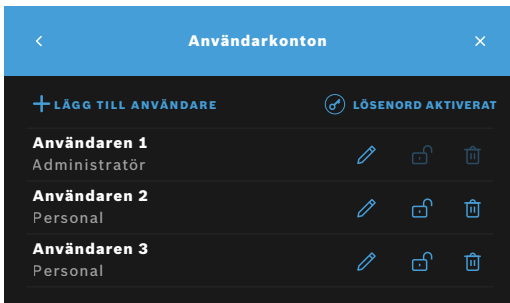 Användarkonton
LÄGG TILL ANVÄNDARE LÖSENORD AKTIVERAT
Användaren 1
Administratör
Användaren 2
Personal
Användaren 3
Personal